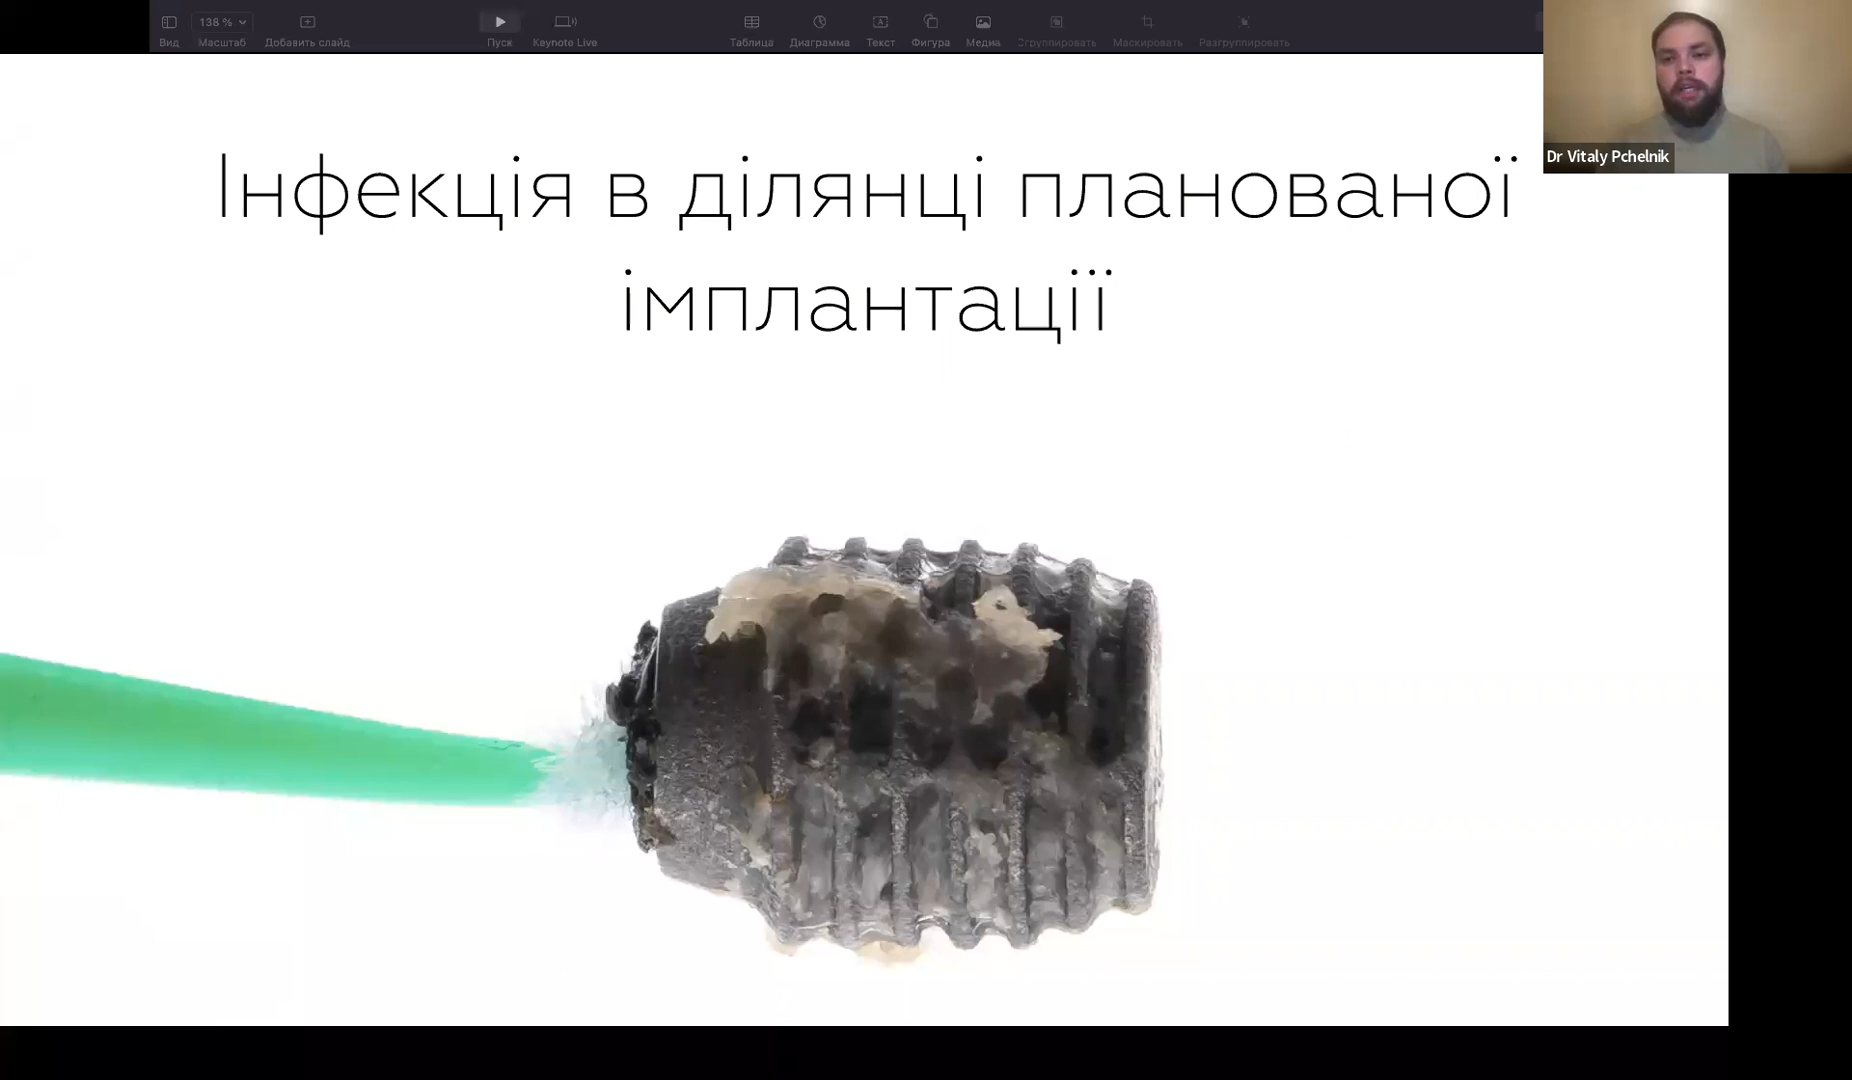 138 %
Вид
Масштаб
Добавить слайд
Пуск
Keynote Live
Таблица
Диаграмма
Текст
Фигура
Медиа
Сгруппировать
Маскировать
Разгруппировать
Dr Vitaly Pchelnik
Інфекція в ділянці планованої
імплантації